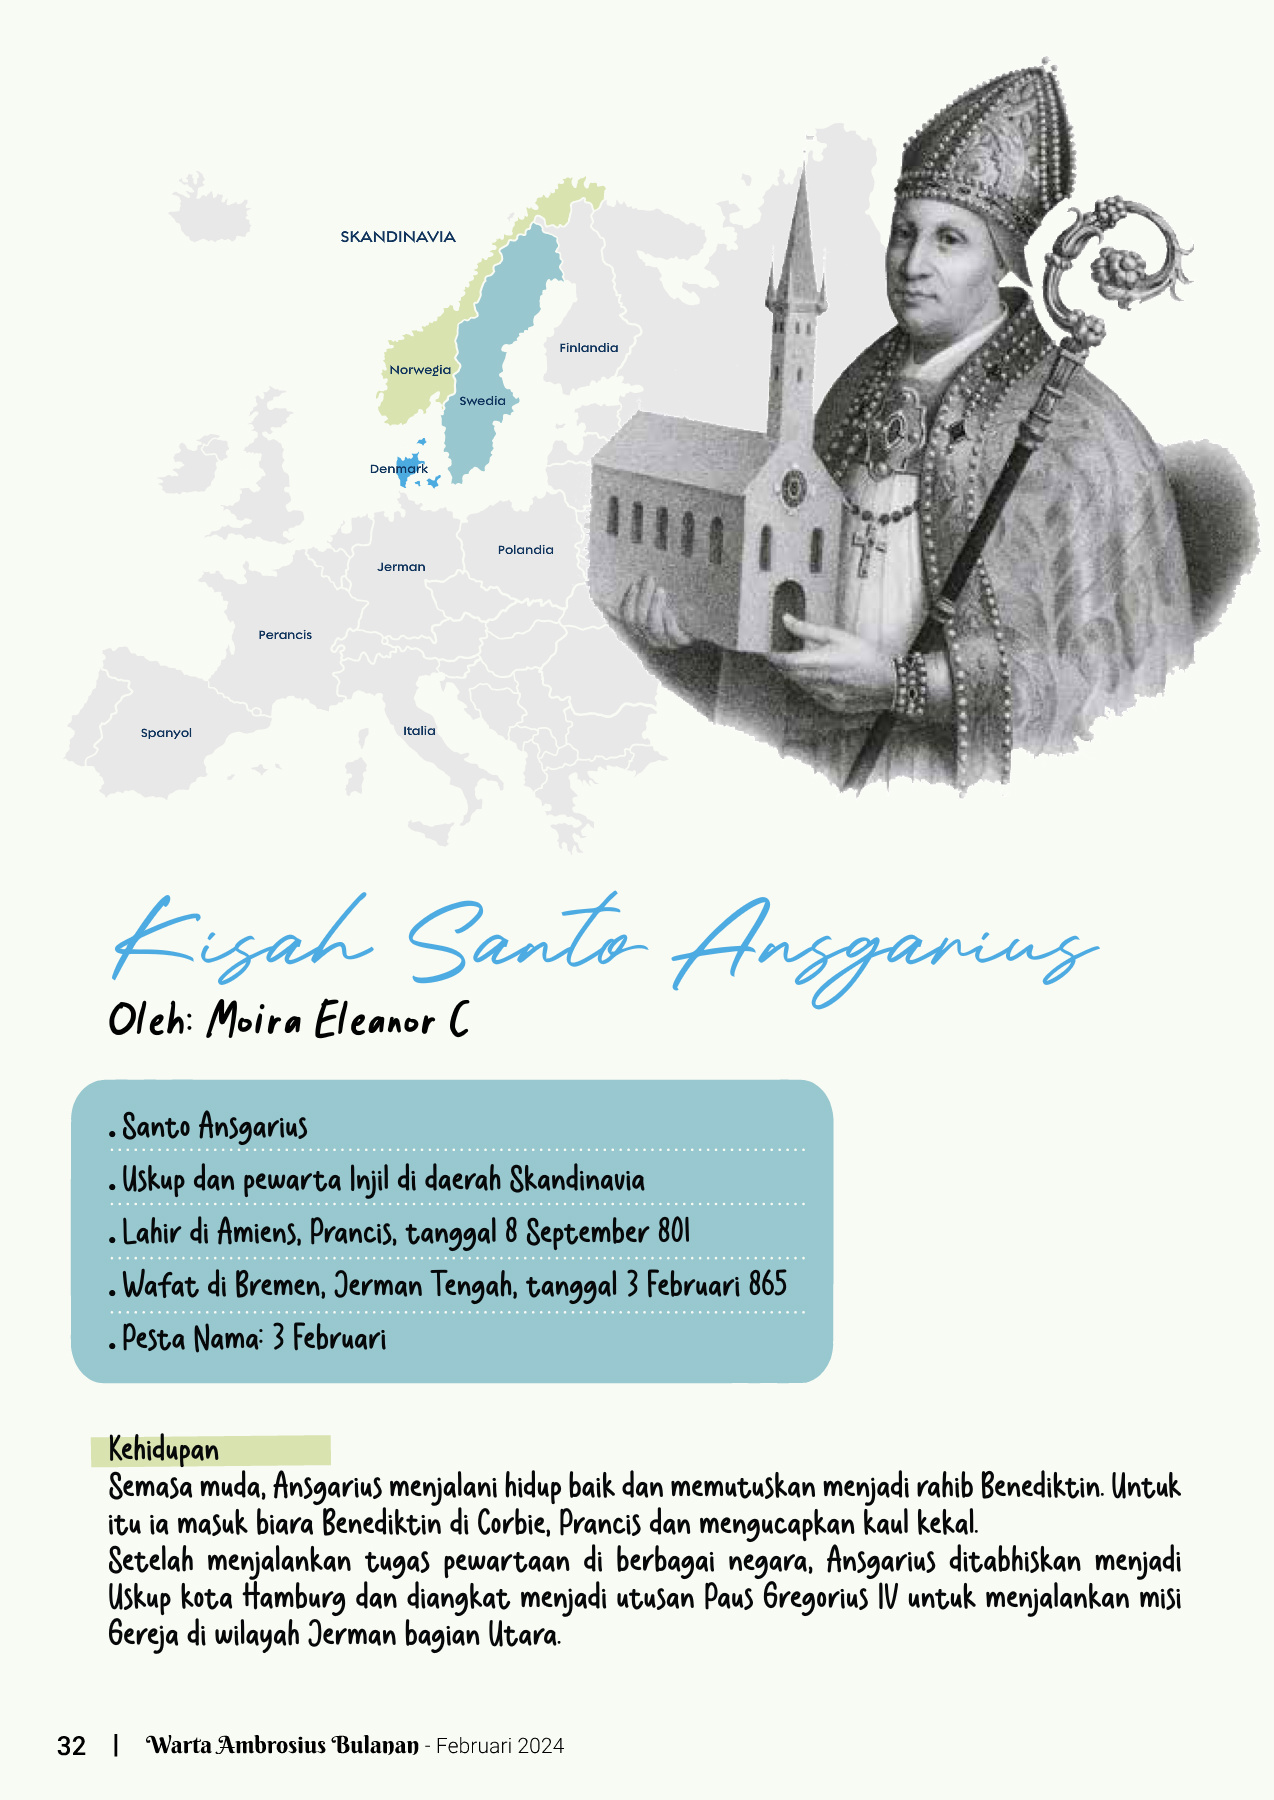 SKANDINAVIA
Finlandia
Norwegia
Swedia
Denmark
Polandia
Jerman
Perancis
Spanyol
Italia
Kisah Santo Ansgarius
Oleh: Moira Eleanor C
. Santo Ansgarius
. Uskup dan pewarta Injil di daerah Skandinavia
. Lahir di Amiens, Prancis, tanggal 8 September 801
. Wafat di Bremen, Jerman Tengah, tanggal 3 Februari 865
. Pesta Nama: 3 Februari
Kehidupan
Semasa muda, Ansgarius menjalani hidup baik dan memutuskan menjadi rahib Benediktin. Untuk
itu ia masuk biara Benediktin di Corbie, Prancis dan mengucapkan kaul kekal.
Setelah menjalankan tugas pewartaan di berbagai negara, Ansgarius ditabhiskan menjadi
Uskup kota Hamburg dan diangkat menjadi utusan Paus Gregorius IV untuk menjalankan misi
Gereja di wilayah Jerman bagian Utara.
32 | Warta Ambrosius Bulanan - Februari 2024